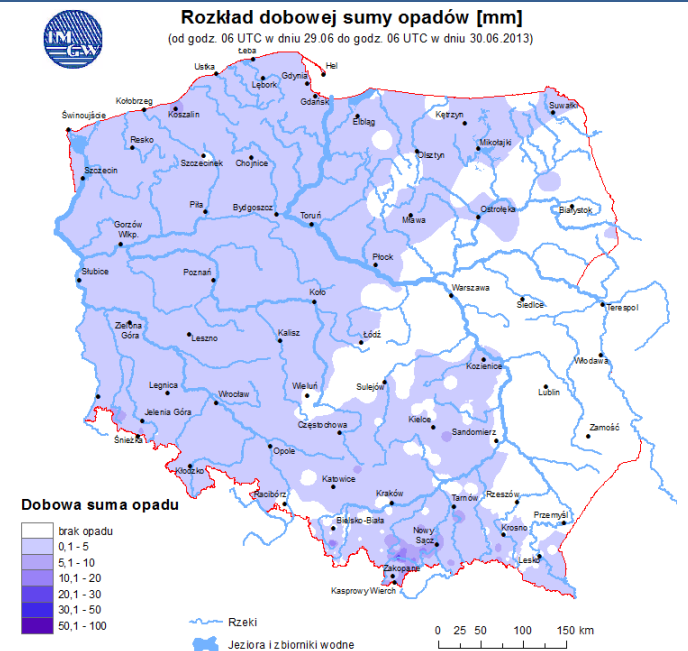 Rozkład dobowej sumy opadów [mm]
(od godz. 06 UTC w dniu 29.06 do godz. 06 UTC w dniu 30.06.2013)
IM
GW
Łeba
Ustka
Hel
Gdynia
Lębork
Gdańsk
Kołobrzeg
Koszalin
Suwałki
Świnoujście
Elbląg
Kętrzyn
Resko
Mikołajki
Szczecinek
Chojnice
Olsztyn
Szczecin
Piła
Bydgoszcz
Toruń
Ostrołęka
Białystok
Mława
Gorzów
Wlkp.
Płock
Słubice
Poznań
Koło
Warszawa
Siedlce
Terespol
Zielona
Góra
Leszno
Kalisz
Łódź
Włodawa
Kozienice
Legnica
Wrocław
Wieluń
Sulejów
Lublin
Jelenia Góra
Śnieżka
Częstochowa
Kielce
Sandomierz
Zamość
Opole
Kłodzko
Katowice
Racibórz
Kraków
Tarnów
Rzeszów
Bielsko-Biała
Przemyśl
Nowy
Sącz
Krosno
Lesko
Zakopane
Kasprowy Wierch
Dobowa suma opadu
brak opadu
0,1 - 5
5,1 - 10
10,1 - 20
20,1 - 30
30,1 - 50
50,1 - 100
Rzeki
Jeziora i zbiorniki wodne
0 25 50 100 150 km